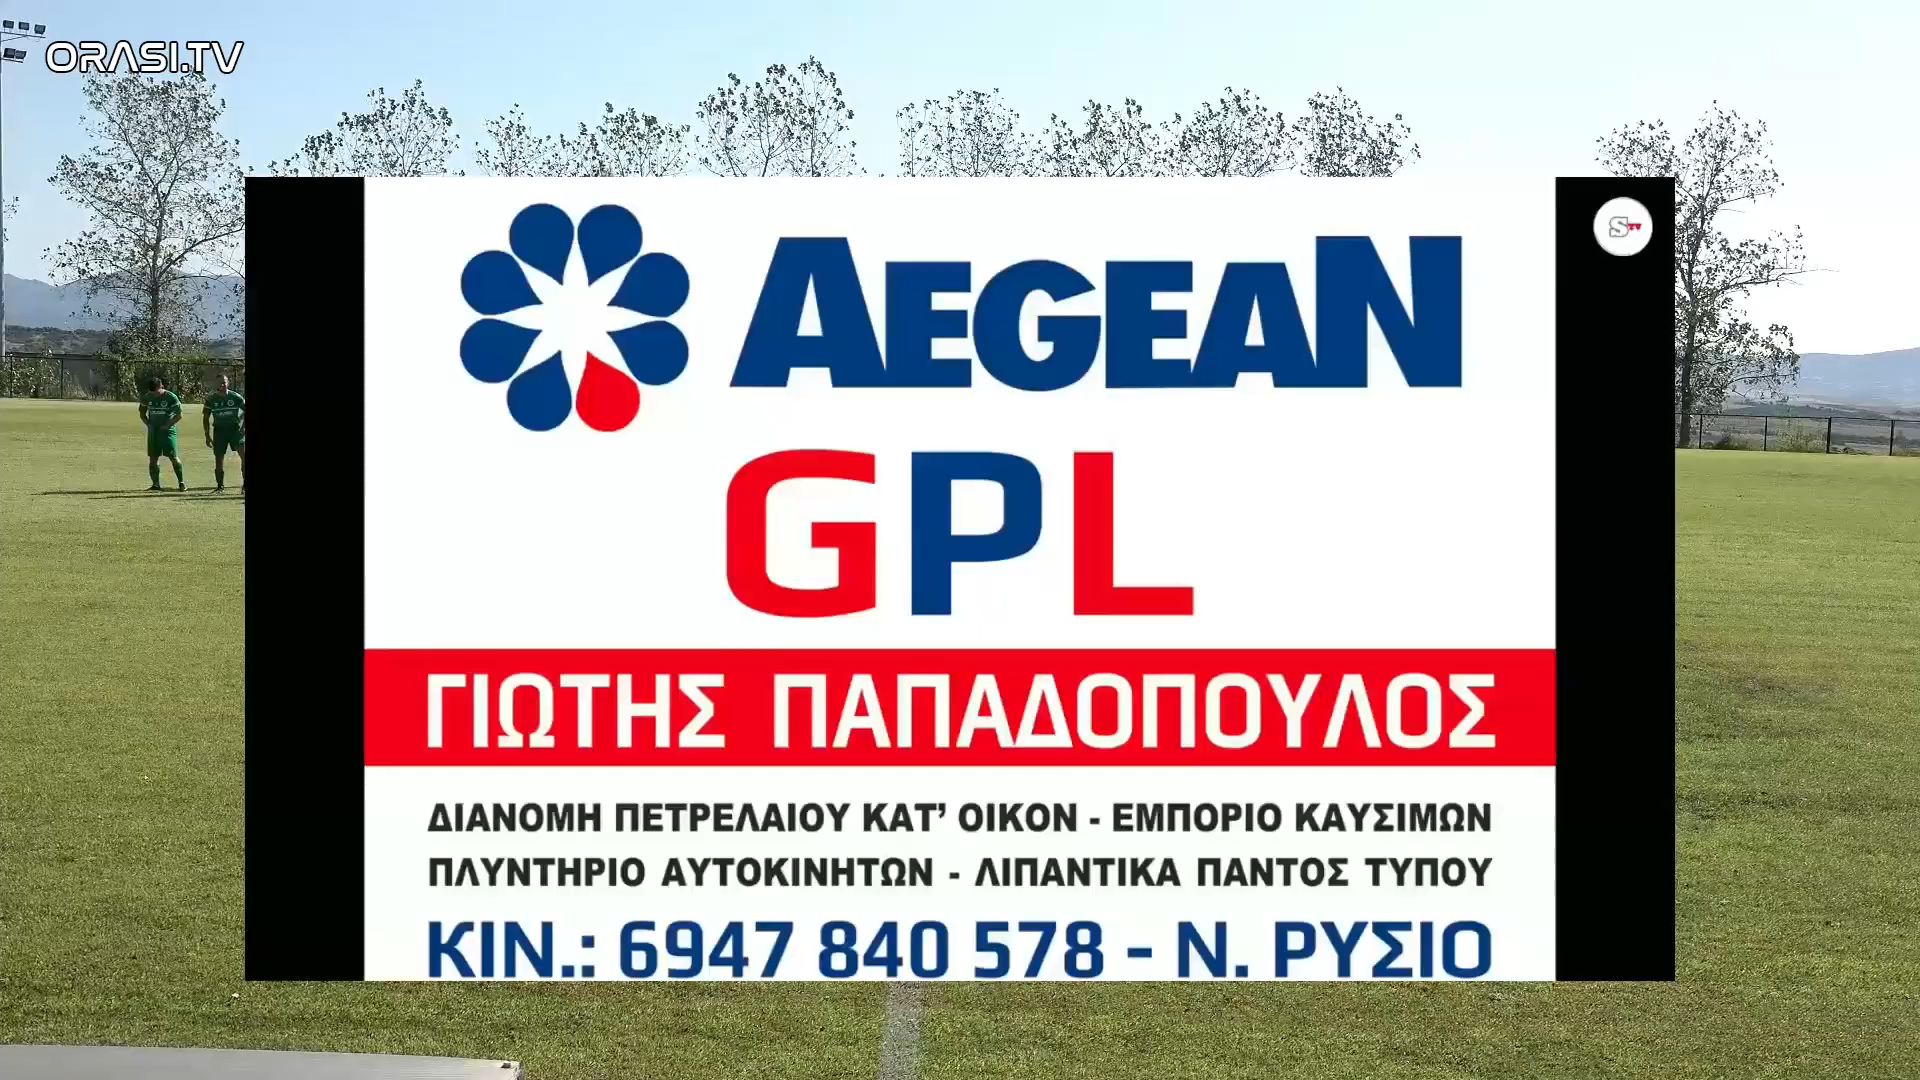 ORASI.TV
STV
AEGEAN
GPL
ΓΙΩΤΗΣ ΠΑΠΑΔΟΠΟΥΛΟΣ
ΔΙΑΝΟΜΗ ΠΕΤΡΕΛΑΙΟΥ ΚΑΤ’ ΟΙΚΟΝ - ΕΜΠΟΡΙΟ ΚΑΥΣΙΜΩΝ
ΠΛΥΝΤΗΡΙΟ ΑΥΤΟΚΙΝΗΤΩΝ - ΛΙΠΑΝΤΙΚΑ ΠΑΝΤΟΣ ΤΥΠΟΥ
ΚΙΝ.: 6947 840 578 - Ν. ΡΥΣΙΟ